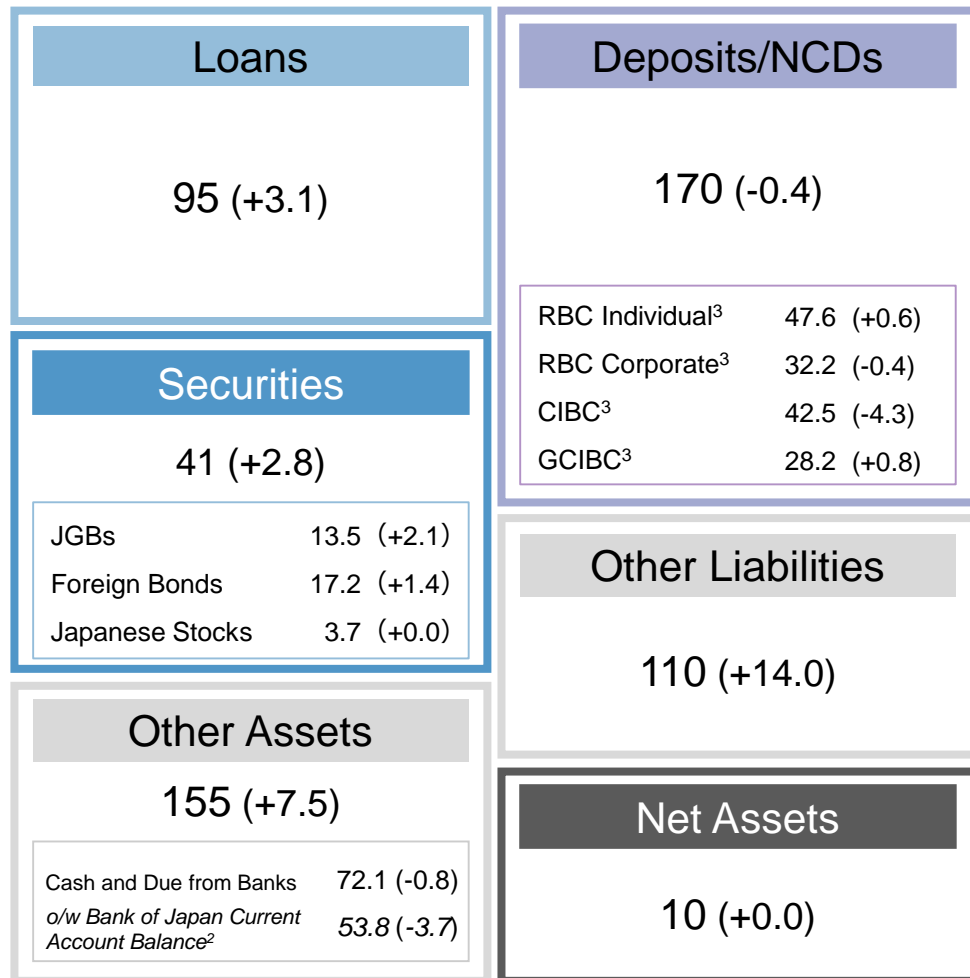 Loans
95 (+3.1)
Securities
41 (+2.8)
JGBs 13.5 (+2.1)
Foreign Bonds 17.2 (+1.4)
Japanese Stocks 3.7 (+0.0)
Other Assets
155 (+7.5)
Cash and Due from Banks 72.1 (-0.8)
o/w Bank of Japan Current
Account Balance² 53.8 (-3.7)
Deposits/NCDs
170 (-0.4)
RBC Individual³ 47.6 (+0.6)
RBC Corporate³ 32.2 (-0.4)
CIBC³ 42.5 (-4.3)
GCIBC³ 28.2 (+0.8)
Other Liabilities
110 (+14.0)
Net Assets
10 (+0.0)